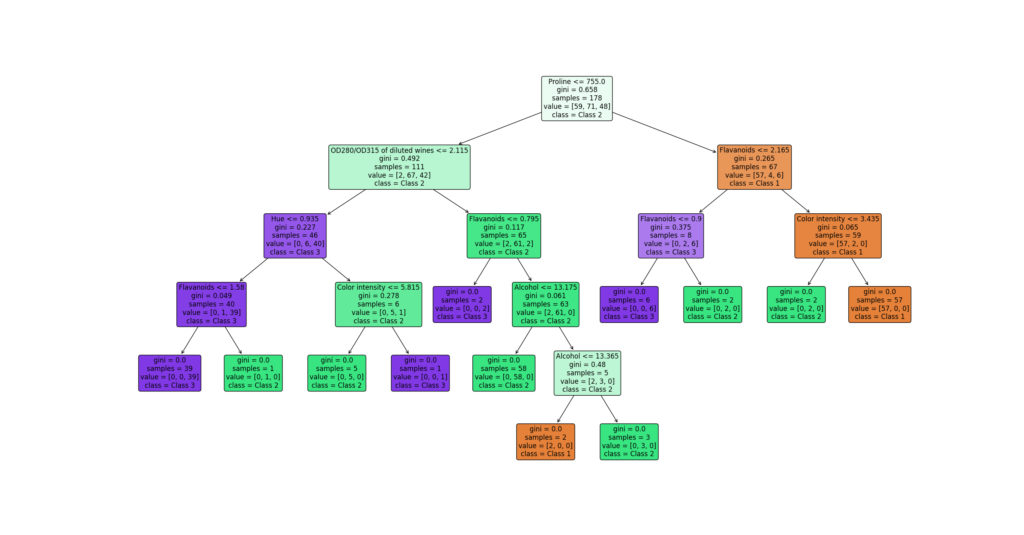 Proline <= 755.0
gini = 0.658
samples = 178
value = [59, 71, 48]
class = Class 2
OD280/OD315 of diluted wines <= 2.115
gini = 0.492
samples = 111
value = [2, 67, 42]
class = Class 2
Flavanoids <= 2.165
gini = 0.265
samples = 67
value = [57, 4, 6]
class = Class 1
Hue <= 0.935
gini = 0.227
samples = 46
value = [0, 6, 40]
class = Class 3
Flavanoids <= 0.795
gini = 0.117
samples = 65
value = [2, 61, 2]
class = Class 2
Flavanoids <= 0.9
gini = 0.375
samples = 8
value = [0, 2, 6]
class = Class 3
Color intensity <= 3.435
gini = 0.065
samples = 59
value = [57, 2, 0]
class = Class 1
Flavanoids <= 1.58
gini = 0.049
samples = 40
value = [0, 1, 39]
class = Class 3
Color intensity <= 5.815
gini = 0.278
samples = 6
value = [0, 5, 1]
class = Class 2
gini = 0.0
samples = 2
value = [0, 0, 2]
class = Class 3
Alcohol <= 13.175
gini = 0.061
samples = 63
value = [2, 61, 0]
class = Class 2
gini = 0.0
samples = 6
value = [0, 0, 6]
class = Class 3
gini = 0.0
samples = 2
value = [0, 2, 0]
class = Class 2
gini = 0.0
samples = 2
value = [0, 2, 0]
class = Class 2
gini = 0.0
samples = 57
value = [57, 0, 0]
class = Class 1
gini = 0.0
samples = 39
value = [0, 0, 39]
class = Class 3
gini = 0.0
samples = 1
value = [0, 1, 0]
class = Class 2
gini = 0.0
samples = 5
value = [0, 5, 0]
class = Class 2
gini = 0.0
samples = 1
value = [0, 0, 1]
class = Class 3
gini = 0.0
samples = 58
value = [0, 58, 0]
class = Class 2
Alcohol <= 13.365
gini = 0.48
samples = 5
value = [2, 3, 0]
class = Class 2
gini = 0.0
samples = 2
value = [2, 0, 0]
class = Class 1
gini = 0.0
samples = 3
value = [0, 3, 0]
class = Class 2